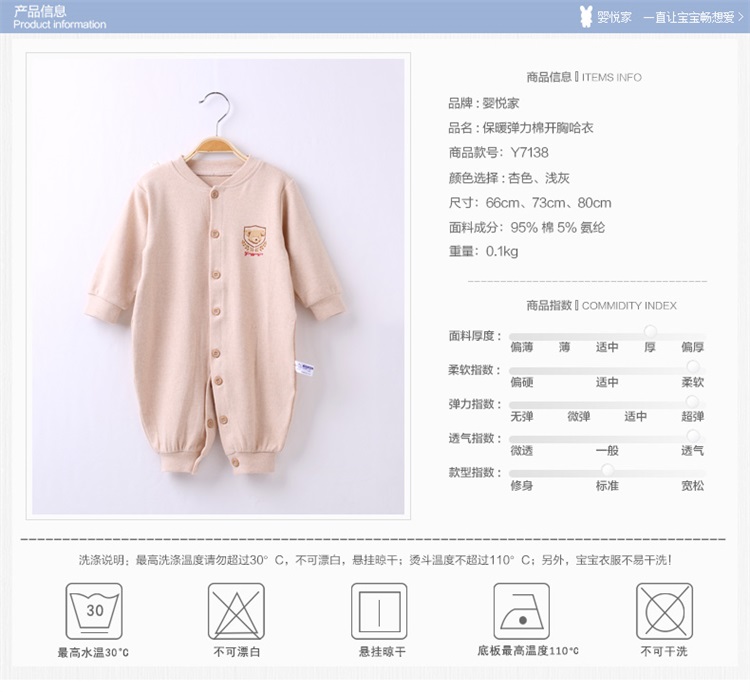 产品信息
Product information
婴悦家 一直让宝宝畅想爱 >
商品信息 ITEMS INFO
品牌：婴悦家
品名：保暖弹力棉开胸哈衣
商品款号：Y7138
颜色选择：杏色、浅灰
尺寸：66cm、73cm、80cm
面料成分：95% 棉 5% 氨纶
重量：0.1kg
商品指数 COMMIDITY INDEX
面料厚度：
偏薄 薄 适中 厚 偏厚
柔软指数：
偏硬 适中 柔软
弹力指数：
无弹 微弹 适中 超弹
透气指数：
微透 一般 透气
款型指数：
修身 标准 宽松
洗涤说明：最高洗涤温度请勿超过30°C，不可漂白，悬挂晾干；烫斗温度不超过110°C；另外，宝宝衣服不易干洗！
30
最高水温30°C 不可漂白 悬挂晾干 底板最高温度110°C 不可干洗